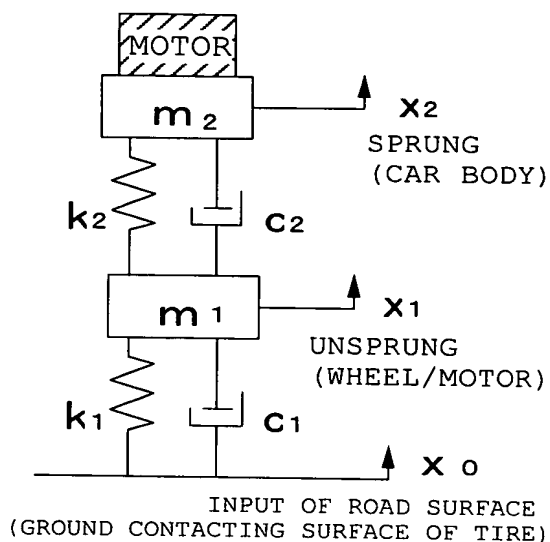 MOTOR
m2
x2
SPRUNG
(CAR BODY)
k2
c2
m1
x1
UNSPRUNG
(WHEEL/MOTOR)
k1
c1
x0
INPUT OF ROAD SURFACE
(GROUND CONTACTING SURFACE OF TIRE)